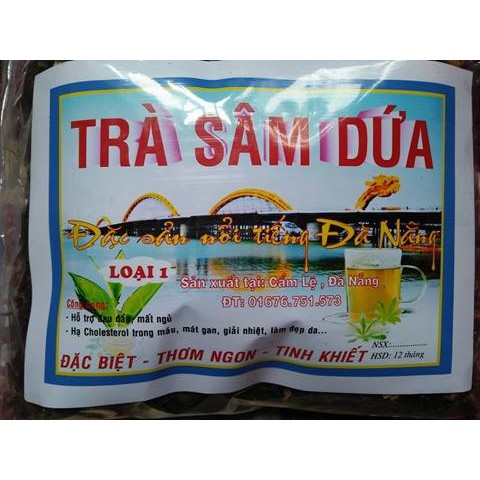 TRÀ SÂM DỨA
Đặc sản nổi tiếng Đà Nẵng
LOẠI 1
Sản xuất tại: Cẩm Lệ , Đà Nẵng
ĐT: 01676.751.573
Công dụng:
- Hỗ trợ đau đầu, mất ngủ
- Hạ Cholesterol trong máu, mát gan, giải nhiệt, làm đẹp da...
ĐẶC BIỆT - THƠM NGON - TINH KHIẾT
NSX:..................
HSD: 12 tháng